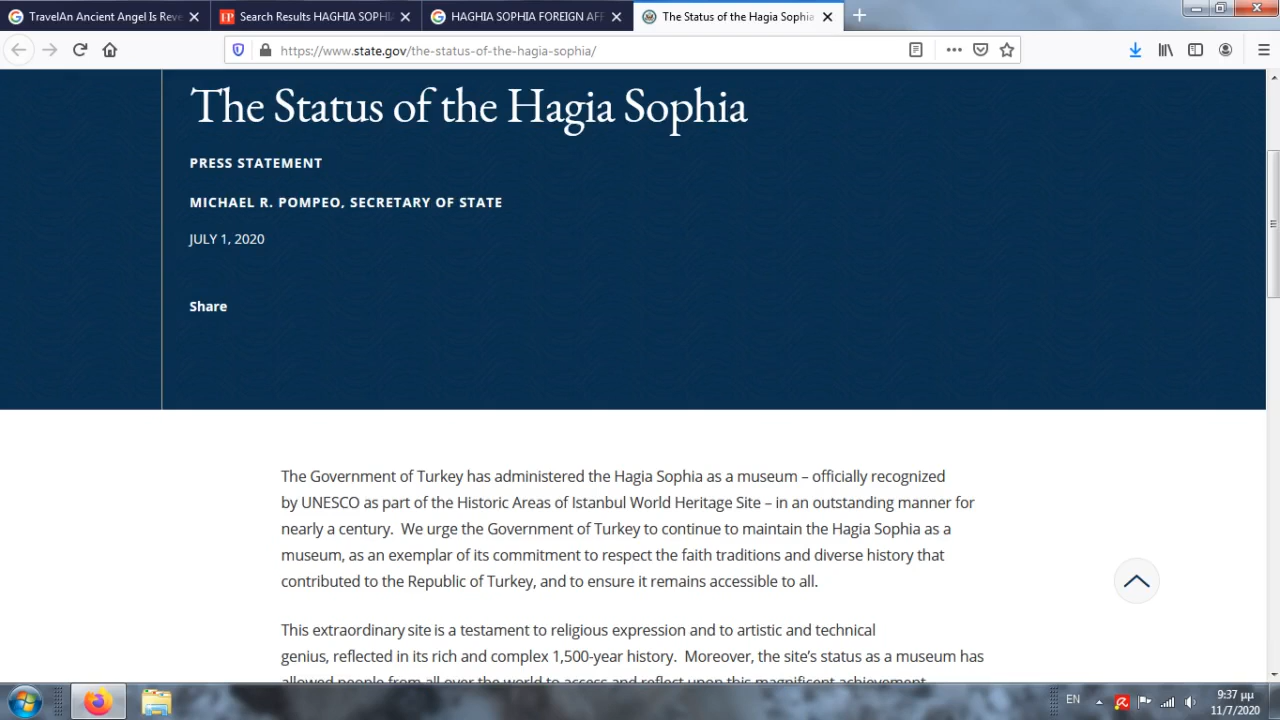 TravelAn Ancient Angel Is Reve
Search Results HAGHIA SOPHI
HAGHIA SOPHIA FOREIGN AFF
The Status of the Hagia Sophia
https://www.state.gov/the-status-of-the-hagia-sophia/
The Status of the Hagia Sophia
PRESS STATEMENT
MICHAEL R. POMPEO, SECRETARY OF STATE
JULY 1, 2020
Share
The Government of Turkey has administered the Hagia Sophia as a museum – officially recognized
by UNESCO as part of the Historic Areas of Istanbul World Heritage Site – in an outstanding manner for
nearly a century.  We urge the Government of Turkey to continue to maintain the Hagia Sophia as a
museum, as an exemplar of its commitment to respect the faith traditions and diverse history that
contributed to the Republic of Turkey, and to ensure it remains accessible to all.
This extraordinary site is a testament to religious expression and to artistic and technical
genius, reflected in its rich and complex 1,500-year history.  Moreover, the site's status as a museum has
allowed people from all over the world to access and reflect upon this magnificent achievement.
EN
9:37 μμ
11/7/2020